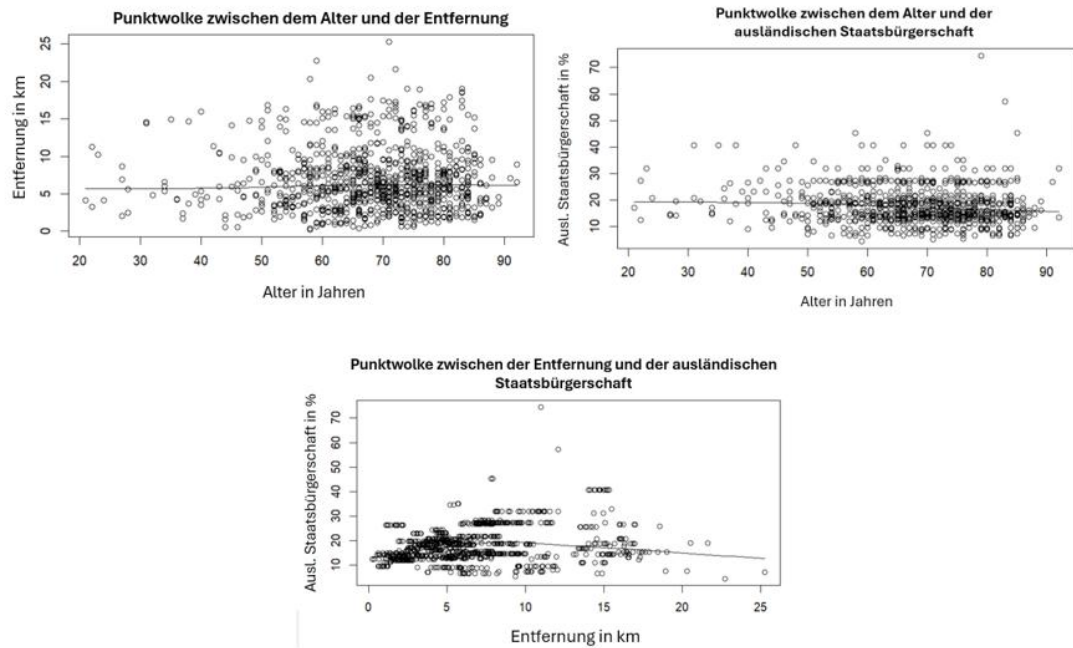 Punktwolke zwischen dem Alter und der Entfernung
Entfernung in km
25
20
15
10
5
0
20 30 40 50 60 70 80 90
Alter in Jahren
Punktwolke zwischen dem Alter und der
ausländischen Staatsbürgerschaft
Ausl. Staatsbürgerschaft in %
70
60
50
40
30
20
10
20 30 40 50 60 70 80 90
Alter in Jahren
Punktwolke zwischen der Entfernung und der ausländischen
Staatsbürgerschaft
Ausl. Staatsbürgerschaft in %
70
60
50
40
30
20
10
0 5 10 15 20 25
Entfernung in km